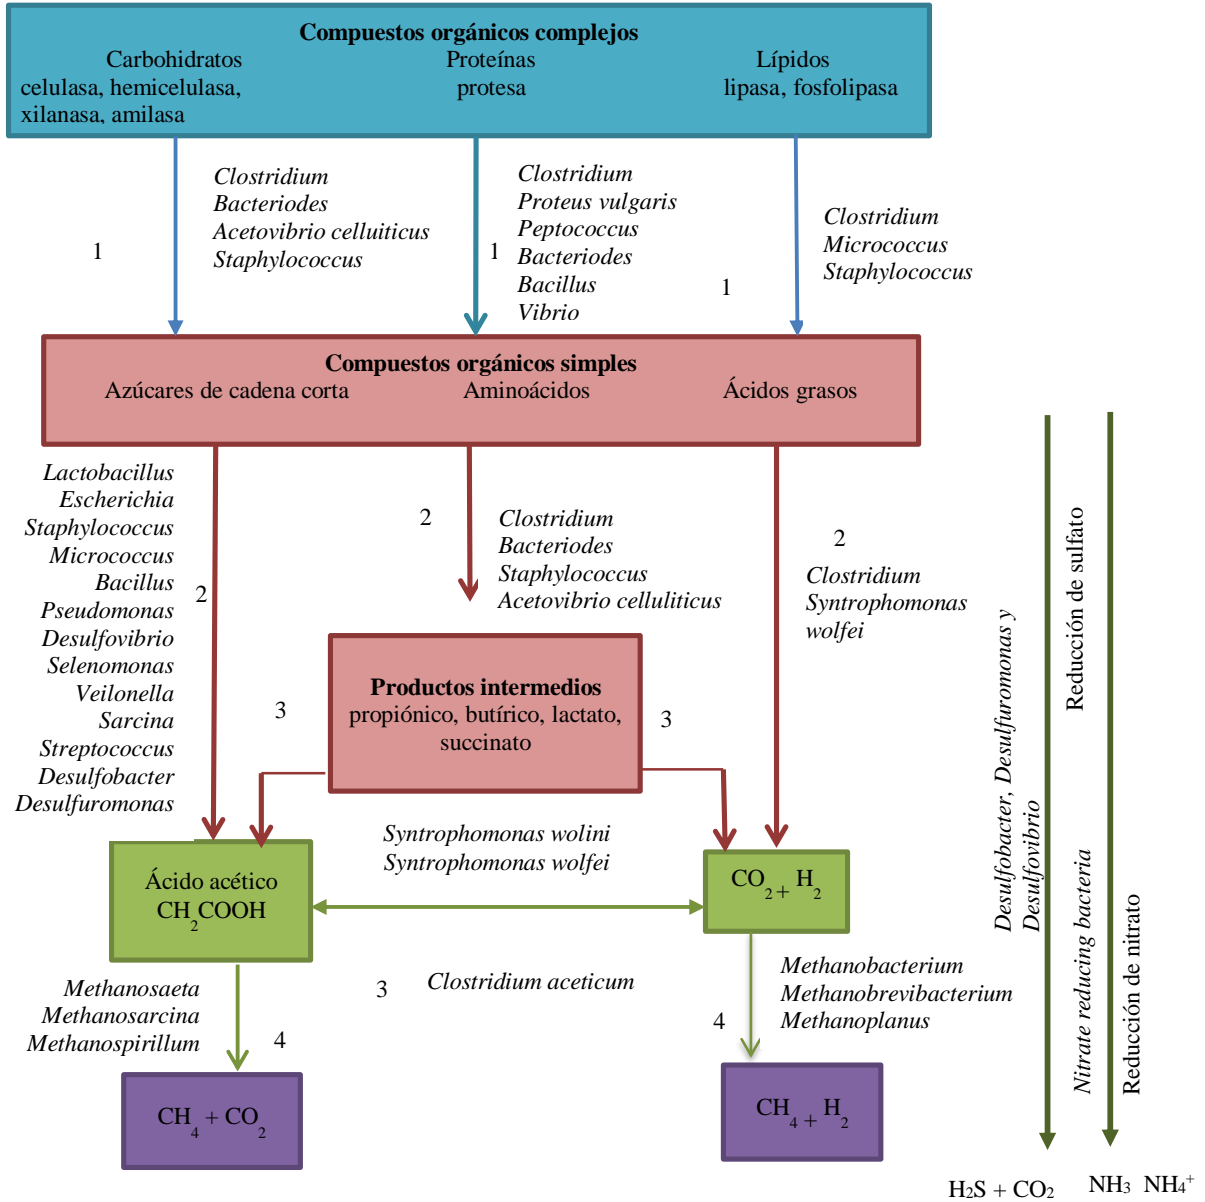 Compuestos orgánicos complejos
Carbohidratos
celulasa, hemicelulasa,
xilanasa, amilasa
Proteínas
protesa
Lípidos
lipasa, fosfolipasa
1
Clostridium
Bacteriodes
Acetovibrio celluiticus
Staphylococcus
1
Clostridium
Proteus vulgaris
Peptococcus
Bacteriodes
Bacillus
Vibrio
1
Clostridium
Micrococcus
Staphylococcus
Compuestos orgánicos simples
Azúcares de cadena corta
Aminoácidos
Ácidos grasos
Lactobacillus
Escherichia
Staphylococcus
Micrococcus
Bacillus
Pseudomonas
Desulfovibrio
Selenomonas
Veilonella
Sarcina
Streptococcus
Desulfobacter
Desulfuromonas
2
2
Clostridium
Bacteriodes
Staphylococcus
Acetovibrio celluliticus
2
Clostridium
Syntrophomonas
wolfei
Productos intermedios
propiónico, butírico, lactato,
succinato
3
3
Syntrophomonas wolini
Syntrophomonas wolfei
Ácido acético
CH2COOH
CO2 + H2
3
Clostridium aceticum
Methanosaeta
Methanosarcina
Methanospirillum
4
Methanobacterium
Methanobrevibacterium
Methanoplanus
4
CH4 + CO2
CH4 + H2
Desulfobacter, Desulfuromonas y
Desulfovibrio
Reducción de sulfato
Nitrate reducing bacteria
Reducción de nitrato
H2S + CO2
NH3 NH4+